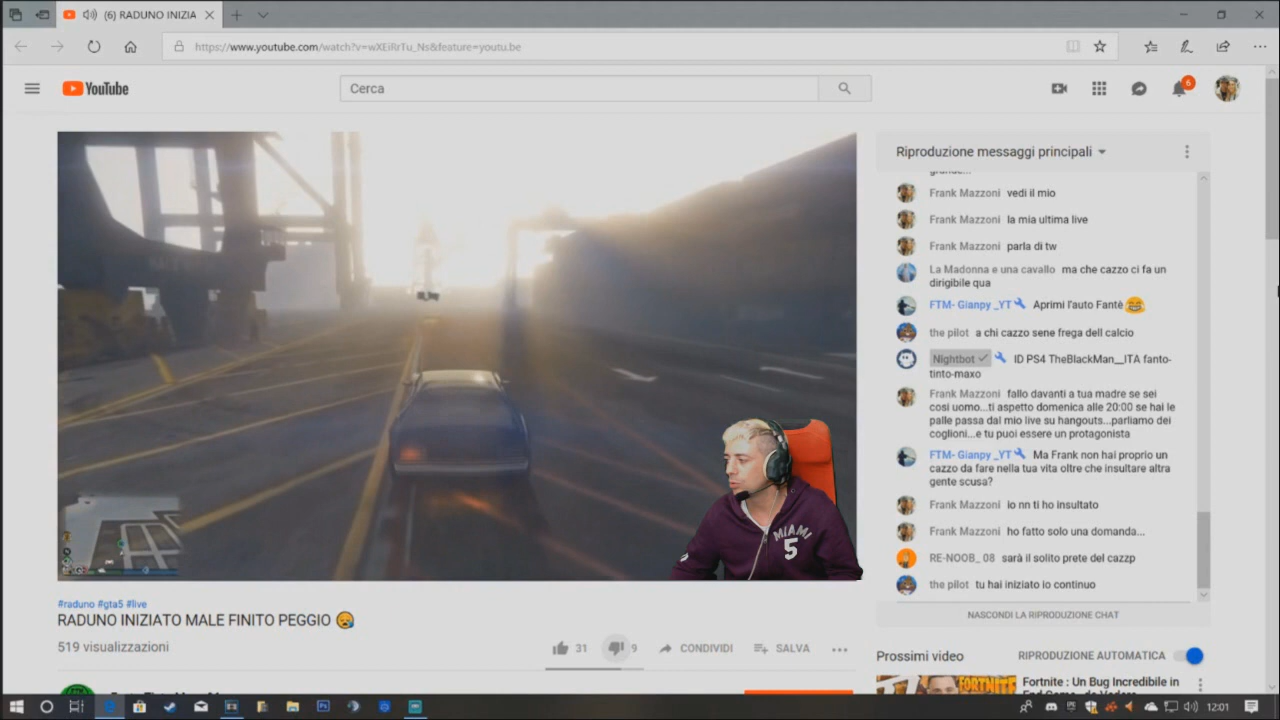 (6) RADUNO INIZIA
https://www.youtube.com/watch?v=wXEiRrTu_Ns&feature=youtu.be
YouTube
Cerca
6
Riproduzione messaggi principali
grande...
Frank Mazzoni vedi il mio
Frank Mazzoni la mia ultima live
Frank Mazzoni parla di tw
La Madonna e una cavallo ma che cazzo ci fa un
dirigibile qua
FTM- Gianpy _YT Aprimi l'auto Fantè
the pilot a chi cazzo sene frega dell calcio
Nightbot ID PS4 TheBlackMan__ITA fanto-
tinto-maxo
Frank Mazzoni fallo davanti a tua madre se sei
cosi uomo...ti aspetto domenica alle 20:00 se hai le
palle passa dal mio live su hangouts...parliamo dei
coglioni...e tu puoi essere un protagonista
FTM- Gianpy _YT Ma Frank non hai proprio un
cazzo da fare nella tua vita oltre che insultare altra
gente scusa?
Frank Mazzoni io nn ti ho insultato
Frank Mazzoni ho fatto solo una domanda...
RE-NOOB_ 08 sarà il solito prete del cazzp
the pilot tu hai iniziato io continuo
NASCONDI LA RIPRODUZIONE CHAT
MIAMI
5
#raduno #gta5 #live
RADUNO INIZIATO MALE FINITO PEGGIO
519 visualizzazioni
31
9
CONDIVIDI
SALVA
Prossimi video
RIPRODUZIONE AUTOMATICA
FORTNITE
Fortnite : Un Bug Incredibile in
12:01